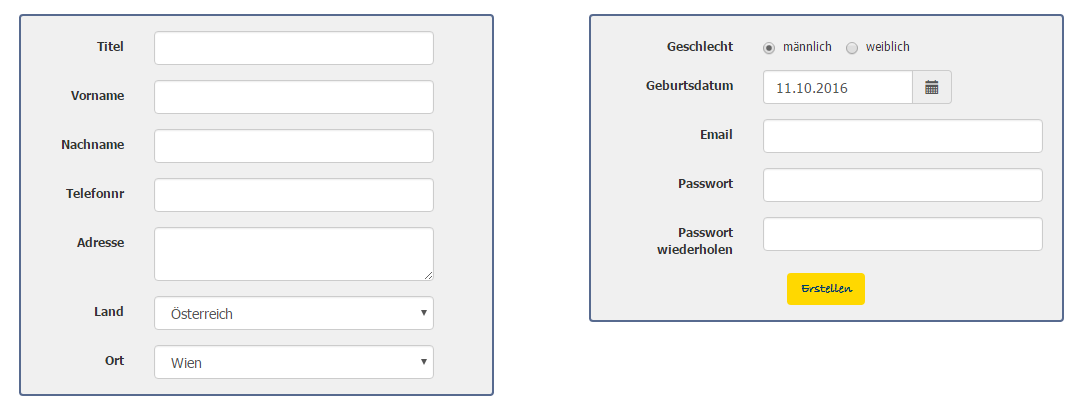 Titel
Vorname
Nachname
Telefonnr
Adresse
Land Österreich
Ort Wien
Geschlecht männlich weiblich
Geburtsdatum 11.10.2016
Email
Passwort
Passwort
wiederholen
Erstellen